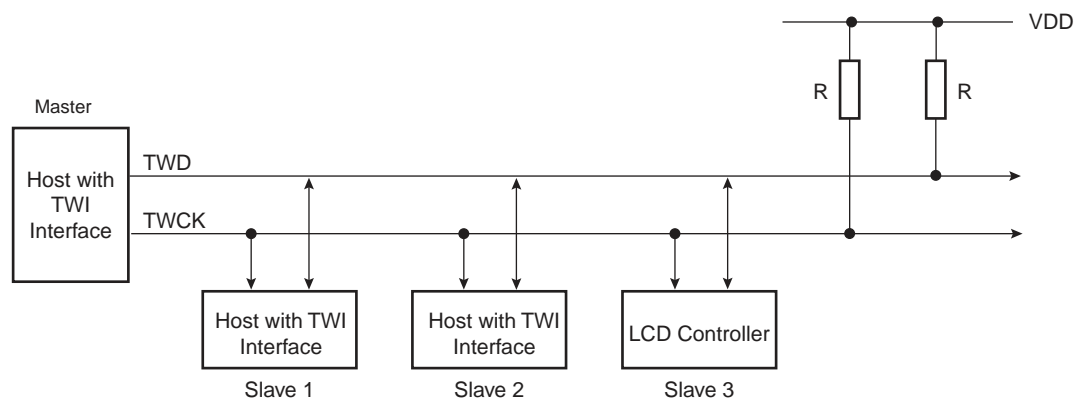 VDD
R
R
Master
Host with
TWI
Interface
TWD
TWCK
Host with TWI
Interface
Slave 1
Host with TWI
Interface
Slave 2
LCD Controller
Slave 3